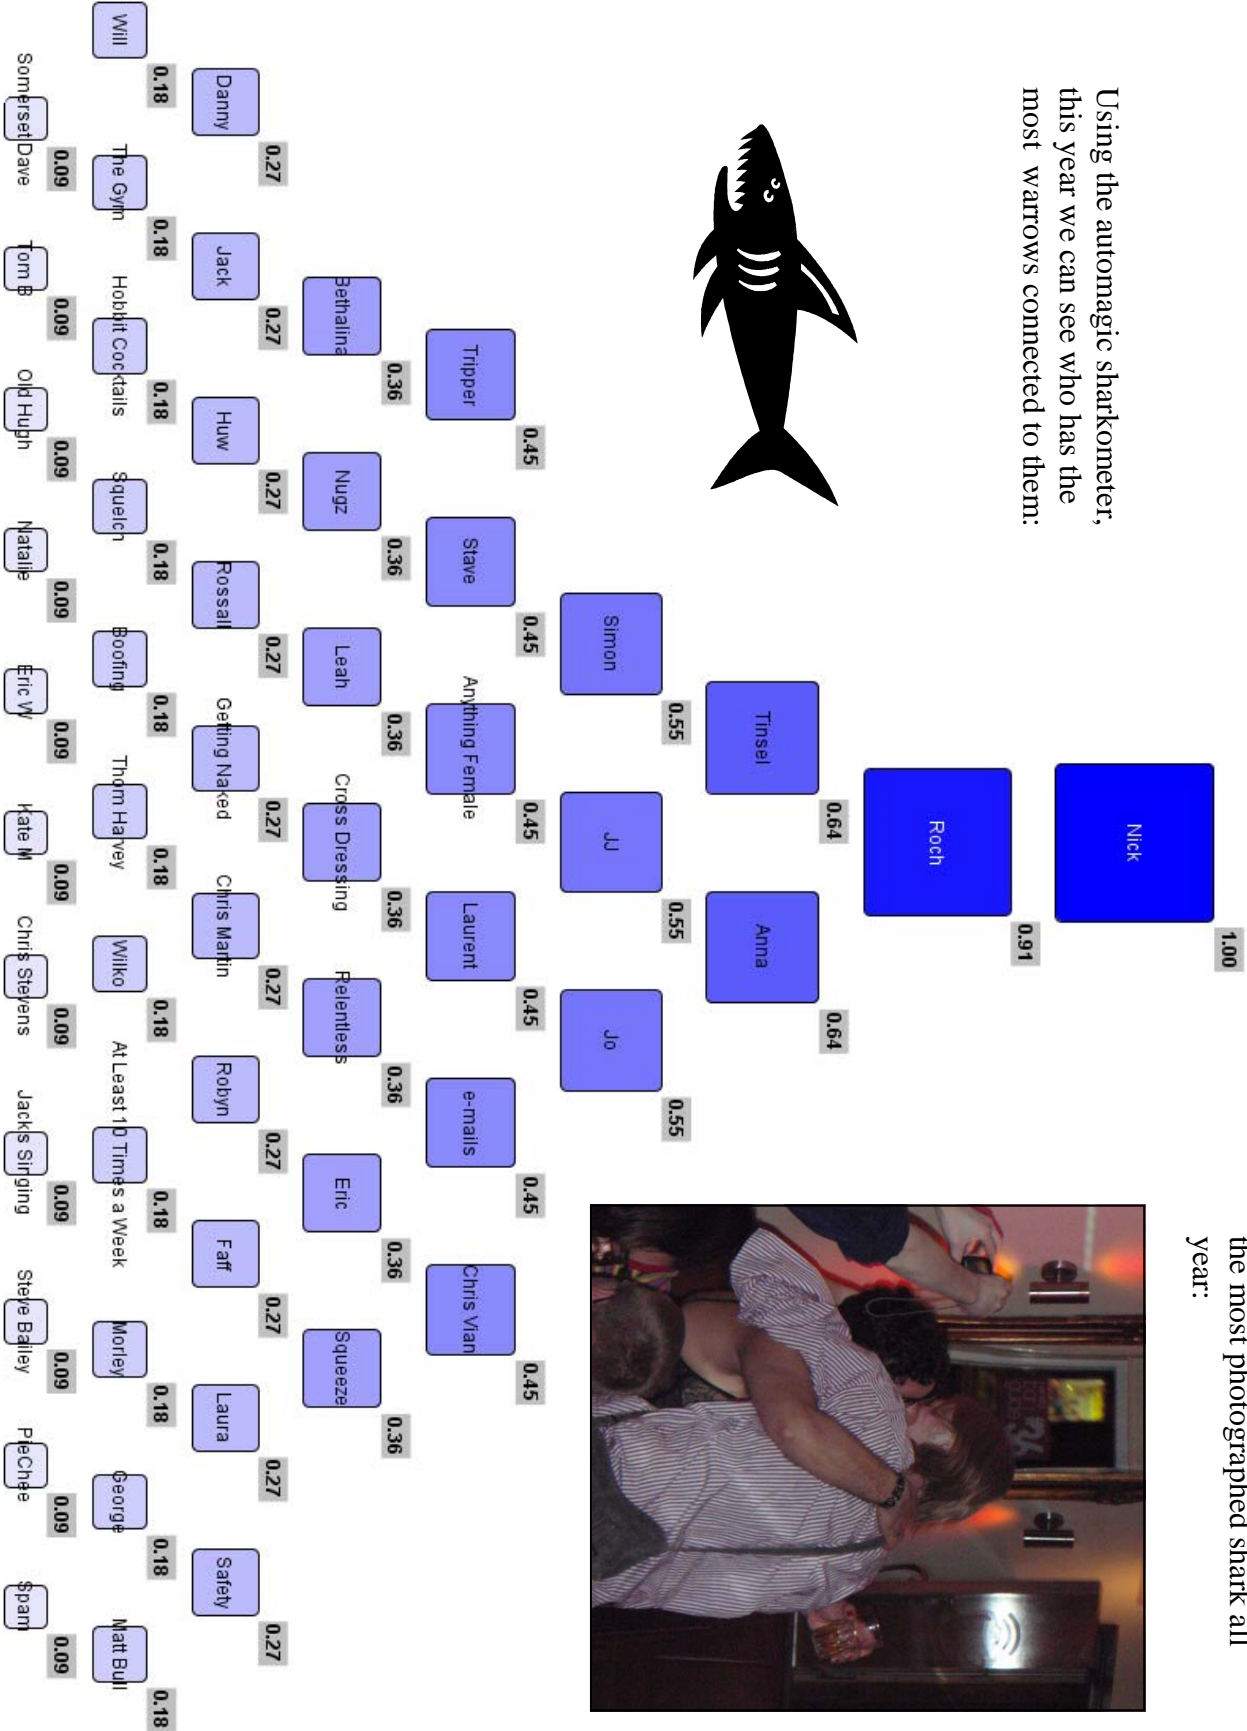 Using the automagic sharkometer,
this year we can see who has the
most warrows connected to them:
the most photographed shark all
year:
Nick
1.00
Roch
0.91
Tinsel
0.64
Anna
0.64
Simon
0.55
JJ
0.55
Jo
0.55
Tripper
0.45
Stave
0.45
Anything Female
0.45
Laurent
0.45
e-mails
0.45
Chris Vian
0.45
Bethalina
0.36
Nugz
0.36
Leah
0.36
Cross Dressing
0.36
Relentless
0.36
Eric
0.36
Squeeze
0.36
Danny
0.27
Jack
0.27
Huw
0.27
Rossall
0.27
Getting Naked
0.27
Chris Martin
0.27
Robyn
0.27
Faff
0.27
Laura
0.27
Safety
0.27
Will
0.18
The Gym
0.18
Hobbit Cocktails
0.18
Squelch
0.18
Boofing
0.18
Thom Harvey
0.18
Wilko
0.18
At Least 10 Times a Week
0.18
Morley
0.18
George
0.18
Matt Bull
0.18
SomersetDave
0.09
Tom B
0.09
Old Hugh
0.09
Natalie
0.09
Eric W
0.09
Kate M
0.09
Chris Stevens
0.09
Jacks Singing
0.09
Steve Bailey
0.09
PieChee
0.09
Spam
0.09